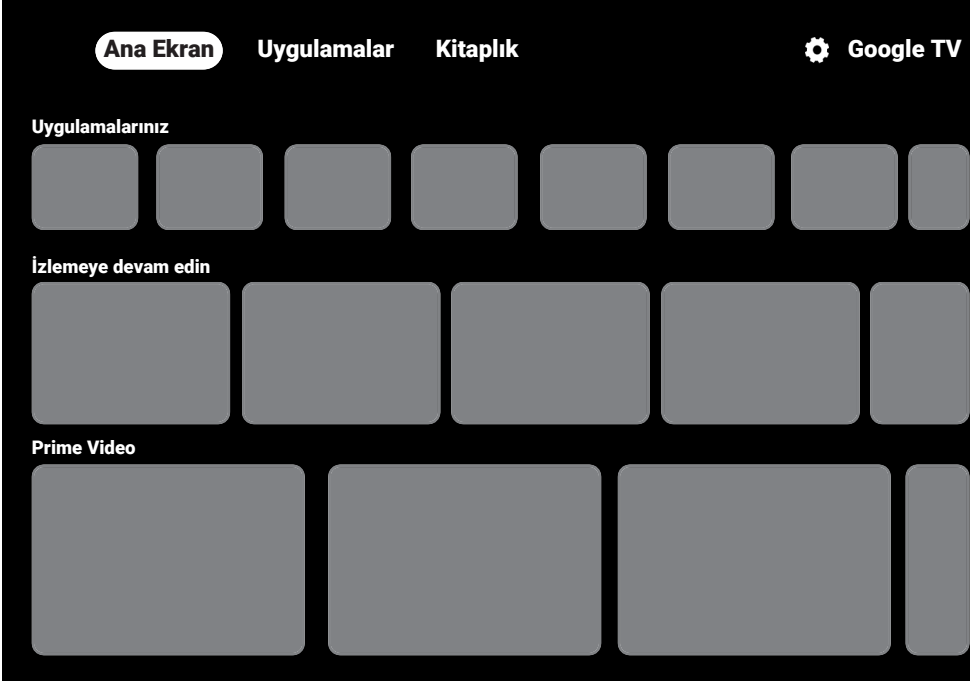 Ana Ekran Uygulamalar Kitaplık Google TV
Uygulamalarınız
İzlemeye devam edin
Prime Video